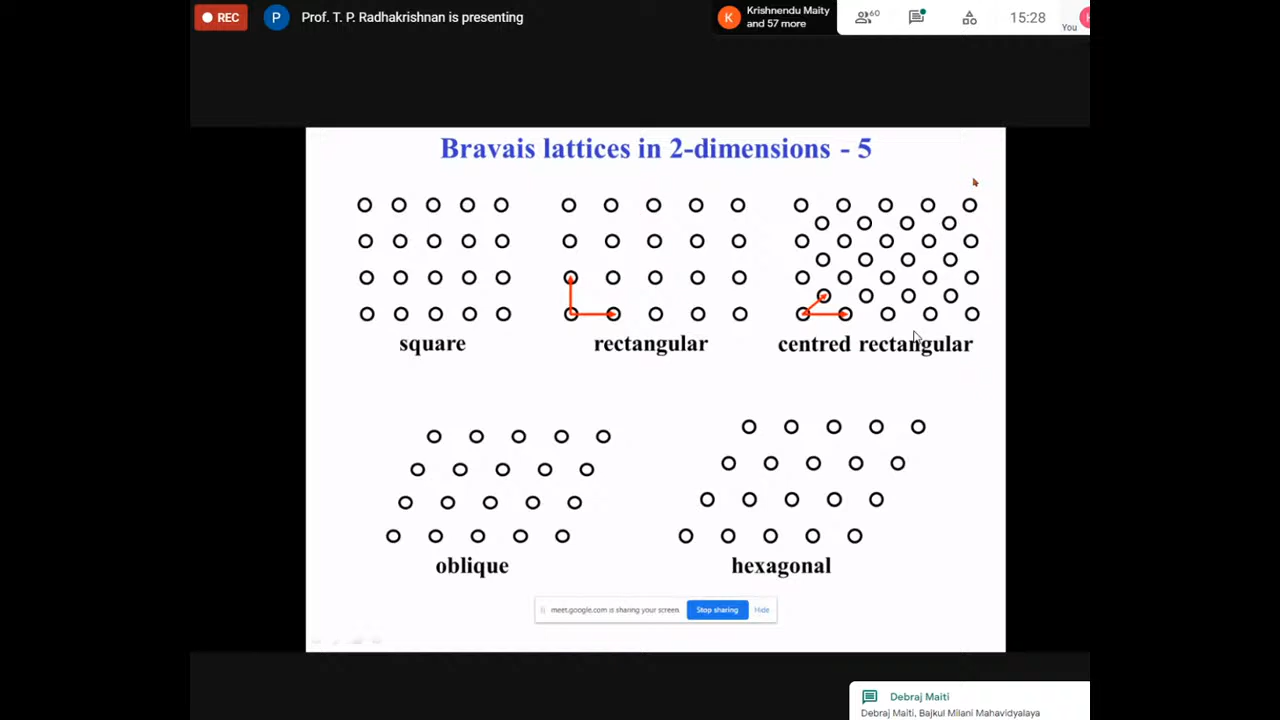 REC
P
Prof. T. P. Radhakrishnan is presenting
K
Krishnendu Maity
and 57 more
60
15:28
You
Bravais lattices in 2-dimensions - 5
square
rectangular
centred rectangular
oblique
hexagonal
meet.google.com is sharing your screen.
Stop sharing
Hide
Debraj Maiti
Debraj Maiti, Bajkul Milani Mahavidyalaya